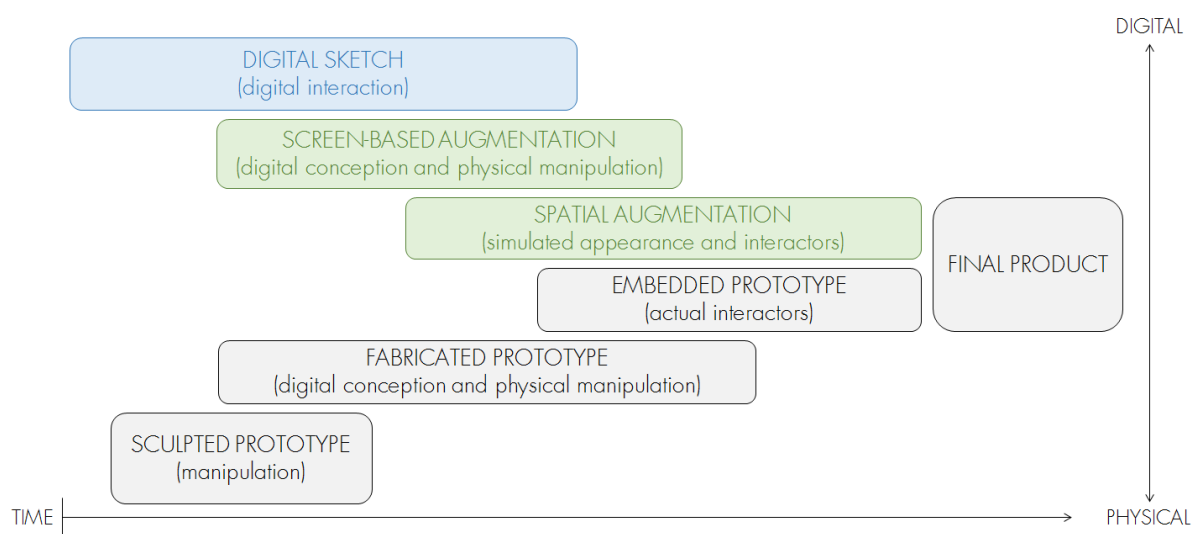 DIGITAL
DIGITAL SKETCH
(digital interaction)
SCREEN-BASED AUGMENTATION
(digital conception and physical manipulation)
SPATIAL AUGMENTATION
(simulated appearance and interactors)
FINAL PRODUCT
EMBEDDED PROTOTYPE
(actual interactors)
FABRICATED PROTOTYPE
(digital conception and physical manipulation)
SCULPTED PROTOTYPE
(manipulation)
TIME
PHYSICAL